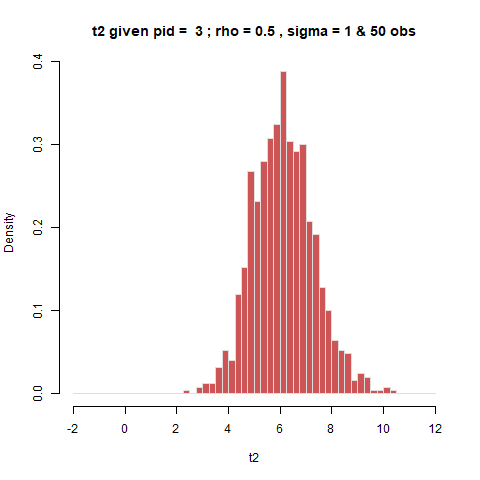 t2 given pid =  3 ; rho = 0.5 , sigma = 1 & 50 obs
0.4
0.3
0.2
0.1
0.0
Density
-2 0 2 4 6 8 10 12
t2